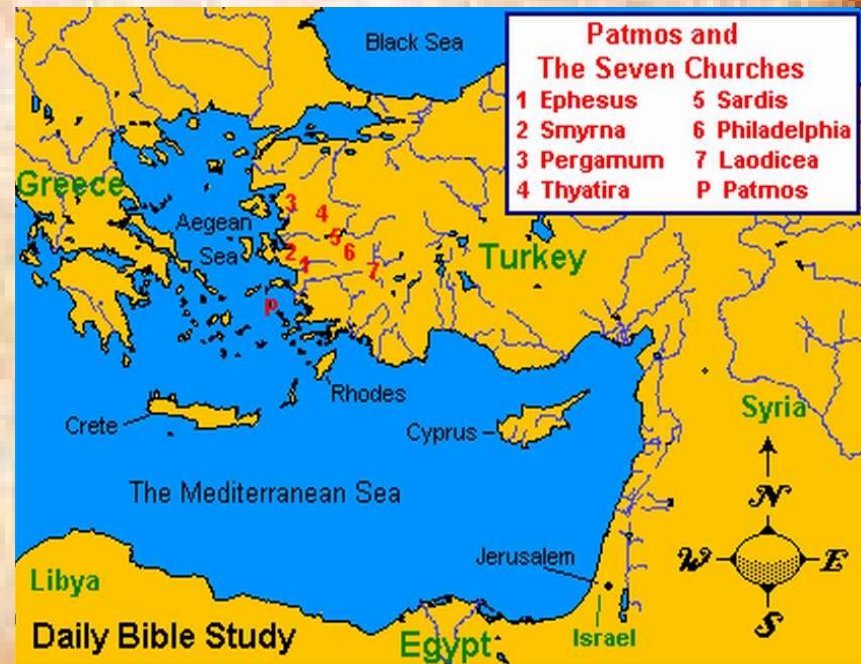 Black Sea
Patmos and
The Seven Churches
1 Ephesus 5 Sardis
2 Smyrna 6 Philadelphia
3 Pergamum 7 Laodicea
4 Thyatira P Patmos
Greece
Aegean
Sea
3
4
5
2
6
1
7
Turkey
P
Rhodes
Crete
Cyprus
Syria
The Mediterranean Sea
N
W E
S
Jerusalem
Libya
Israel
Daily Bible Study
Egypt